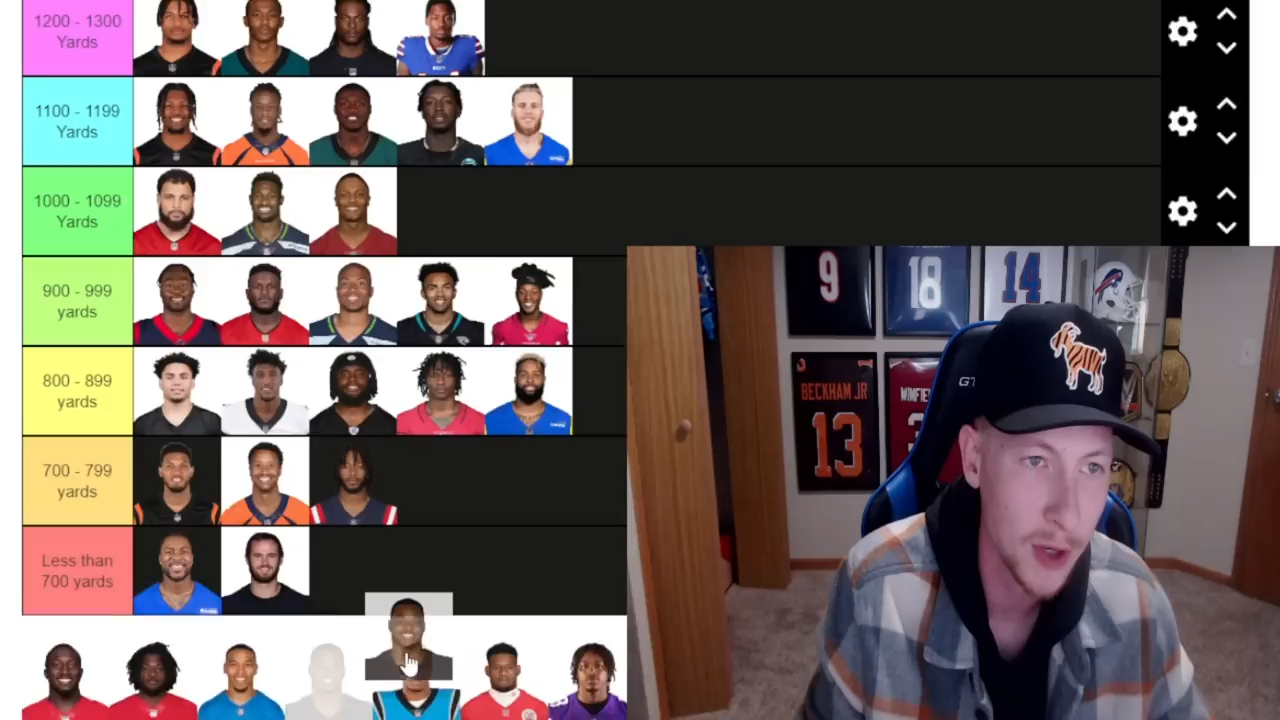 1200 - 1300
Yards
1100 - 1199
Yards
1000 - 1099
Yards
900 - 999
yards
800 - 899
yards
700 - 799
yards
Less than
700 yards
9
18
14
BECKHAM JR
13
GT